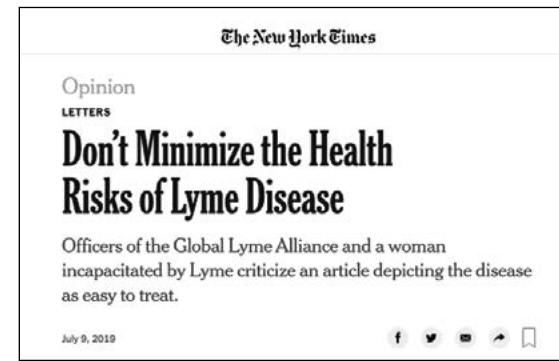 The New York Times
Opinion
LETTERS
Don't Minimize the Health
Risks of Lyme Disease
Officers of the Global Lyme Alliance and a woman
incapacitated by Lyme criticize an article depicting the disease
as easy to treat.
July 9, 2019